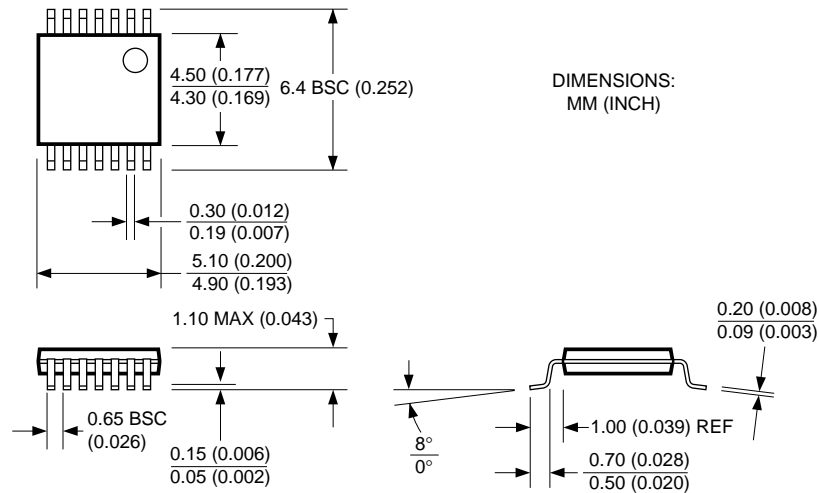 4.50 (0.177)
4.30 (0.169)
6.4 BSC (0.252)
DIMENSIONS:
MM (INCH)
0.30 (0.012)
0.19 (0.007)
5.10 (0.200)
4.90 (0.193)
1.10 MAX (0.043)
0.20 (0.008)
0.09 (0.003)
0.65 BSC
(0.026)
0.15 (0.006)
0.05 (0.002)
8°
0°
1.00 (0.039) REF
0.70 (0.028)
0.50 (0.020)